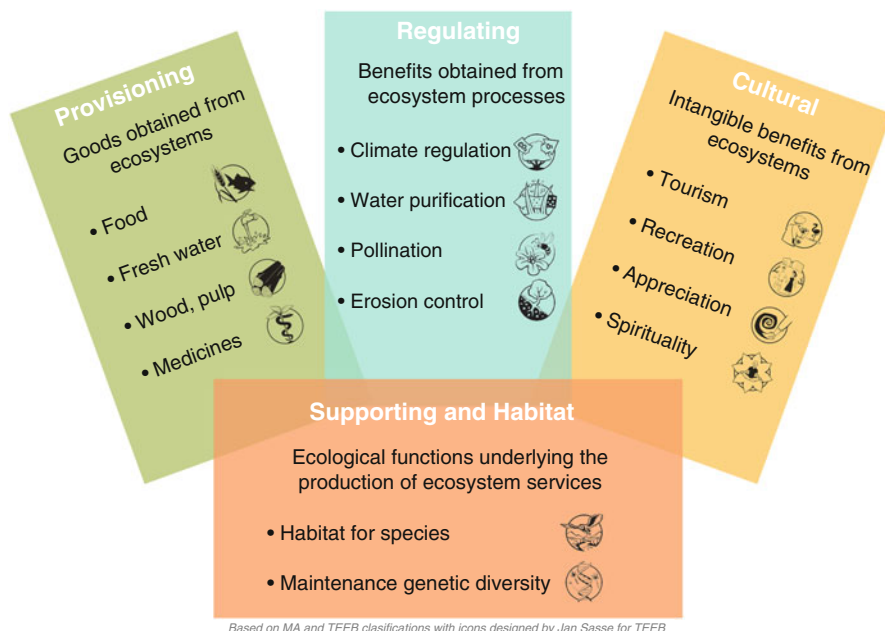 Provisioning
Goods obtained from
ecosystems
• Food
• Fresh water
• Wood, pulp
• Medicines
Regulating
Benefits obtained from
ecosystem processes
• Climate regulation
• Water purification
• Pollination
• Erosion control
Cultural
Intangible benefits from
ecosystems
• Tourism
• Recreation
• Appreciation
• Spirituality
Supporting and Habitat
Ecological functions underlying the
production of ecosystem services
• Habitat for species
• Maintenance genetic diversity
Based on MA and TEEB clasifications with icons designed by Jan Sasse for TEEB